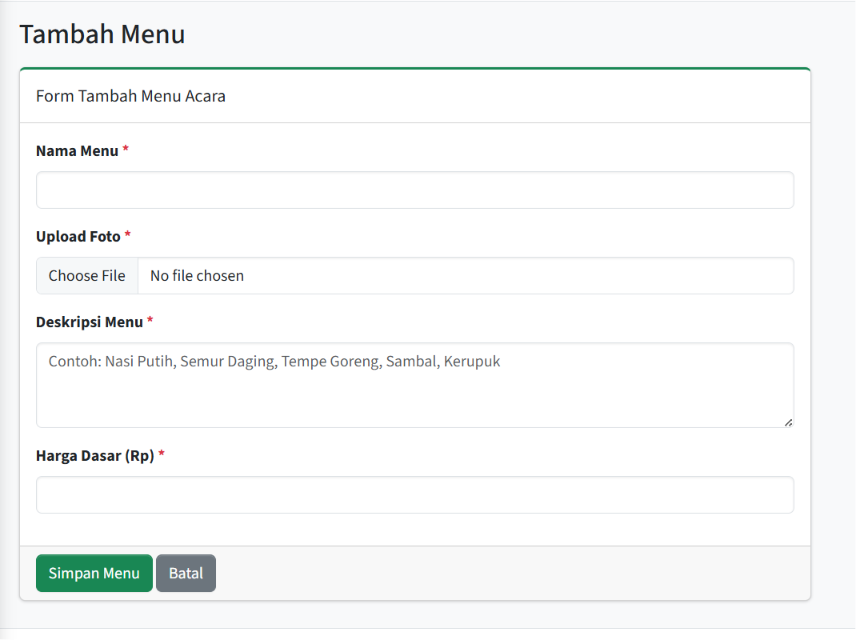 Tambah Menu
Form Tambah Menu Acara
Nama Menu *
Upload Foto *
Choose File No file chosen
Deskripsi Menu *
Contoh: Nasi Putih, Semur Daging, Tempe Goreng, Sambal, Kerupuk
Harga Dasar (Rp) *
Simpan Menu Batal